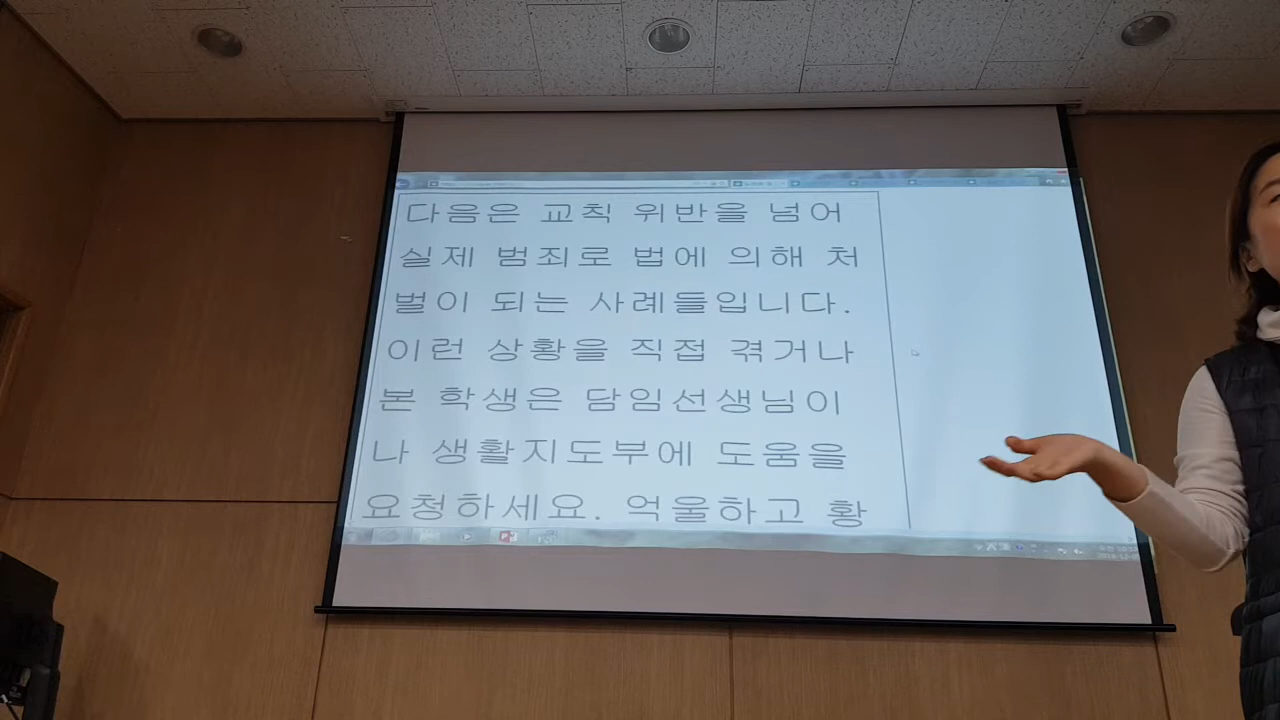 다음은 교칙 위반을 넘어
실제 범죄로 법에 의해 처
벌이 되는 사례들입니다.
이런 상황을 직접 겪거나
본 학생은 담임선생님이
나 생활지도부에 도움을
요청하세요. 억울하고 황